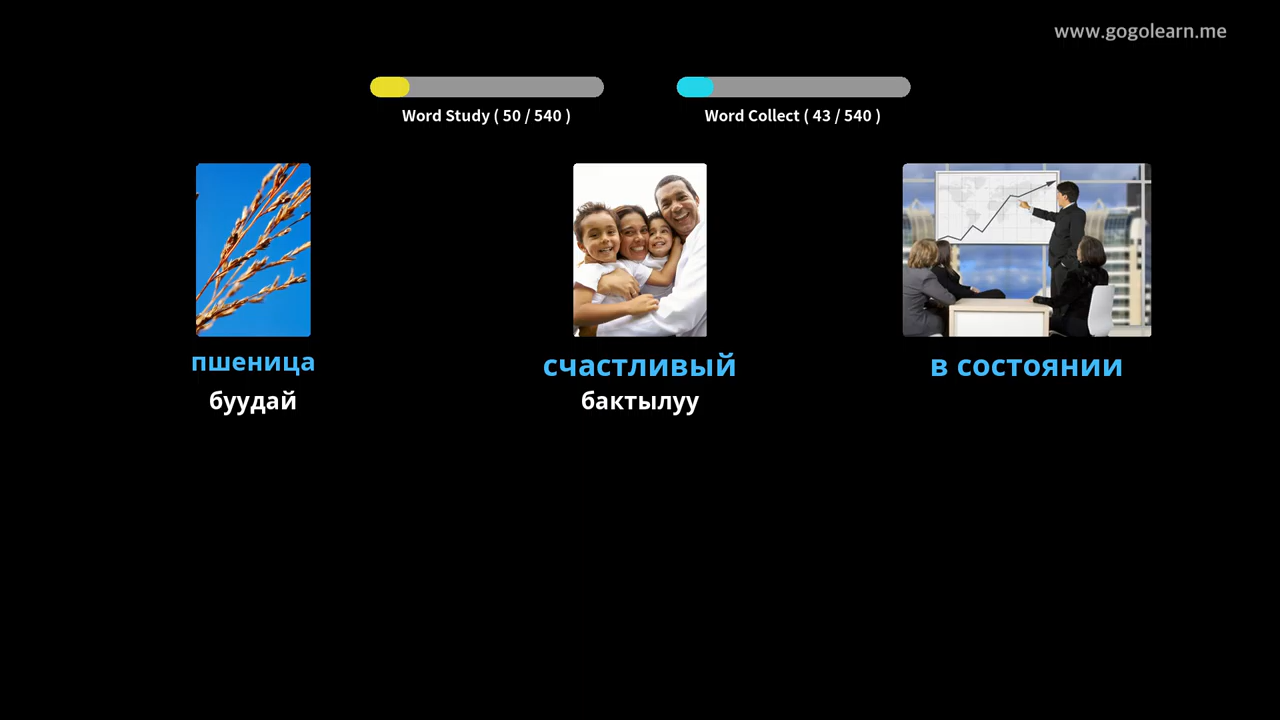 www.gogolearn.me
Word Study ( 50 / 540 )
Word Collect ( 43 / 540 )
пшеница
буудай
счастливый
бактылуу
в состоянии